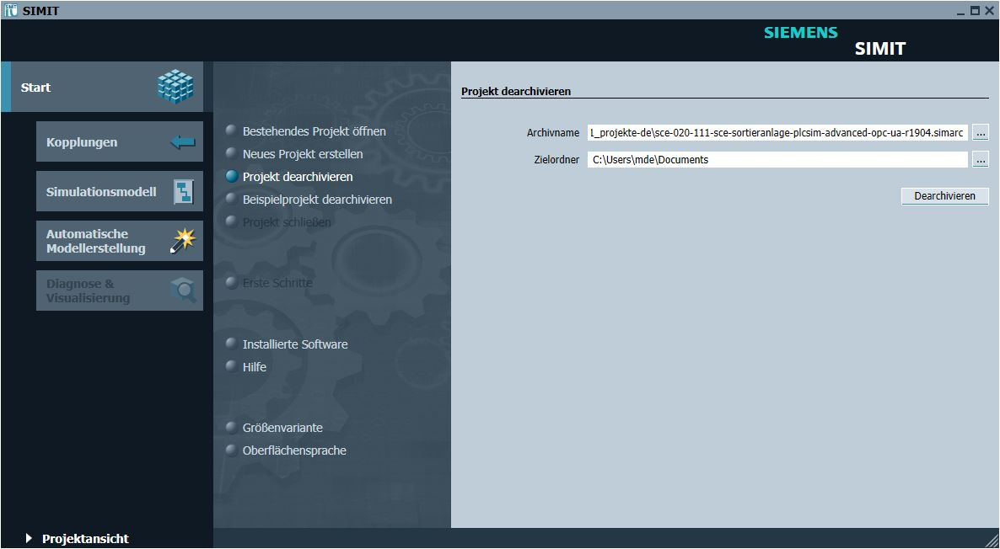 SIMIT
SIEMENS
SIMIT
Start
Kopplungen
Simulationsmodell
Automatische
Modellerstellung
Diagnose &
Visualisierung
Projektansicht
Bestehendes Projekt öffnen
Neues Projekt erstellen
Projekt dearchivieren
Beispielprojekt dearchivieren
Projekt schließen
Erste Schritte
Installierte Software
Hilfe
Größenvariante
Oberflächensprache
Projekt dearchivieren
Archivname _projekte-de\sce-020-111-sce-sortieranlage-plcsim-advanced-opc-ua-r1904.simarc ...
Zielordner C:\Users\mde\Documents ...
Dearchivieren